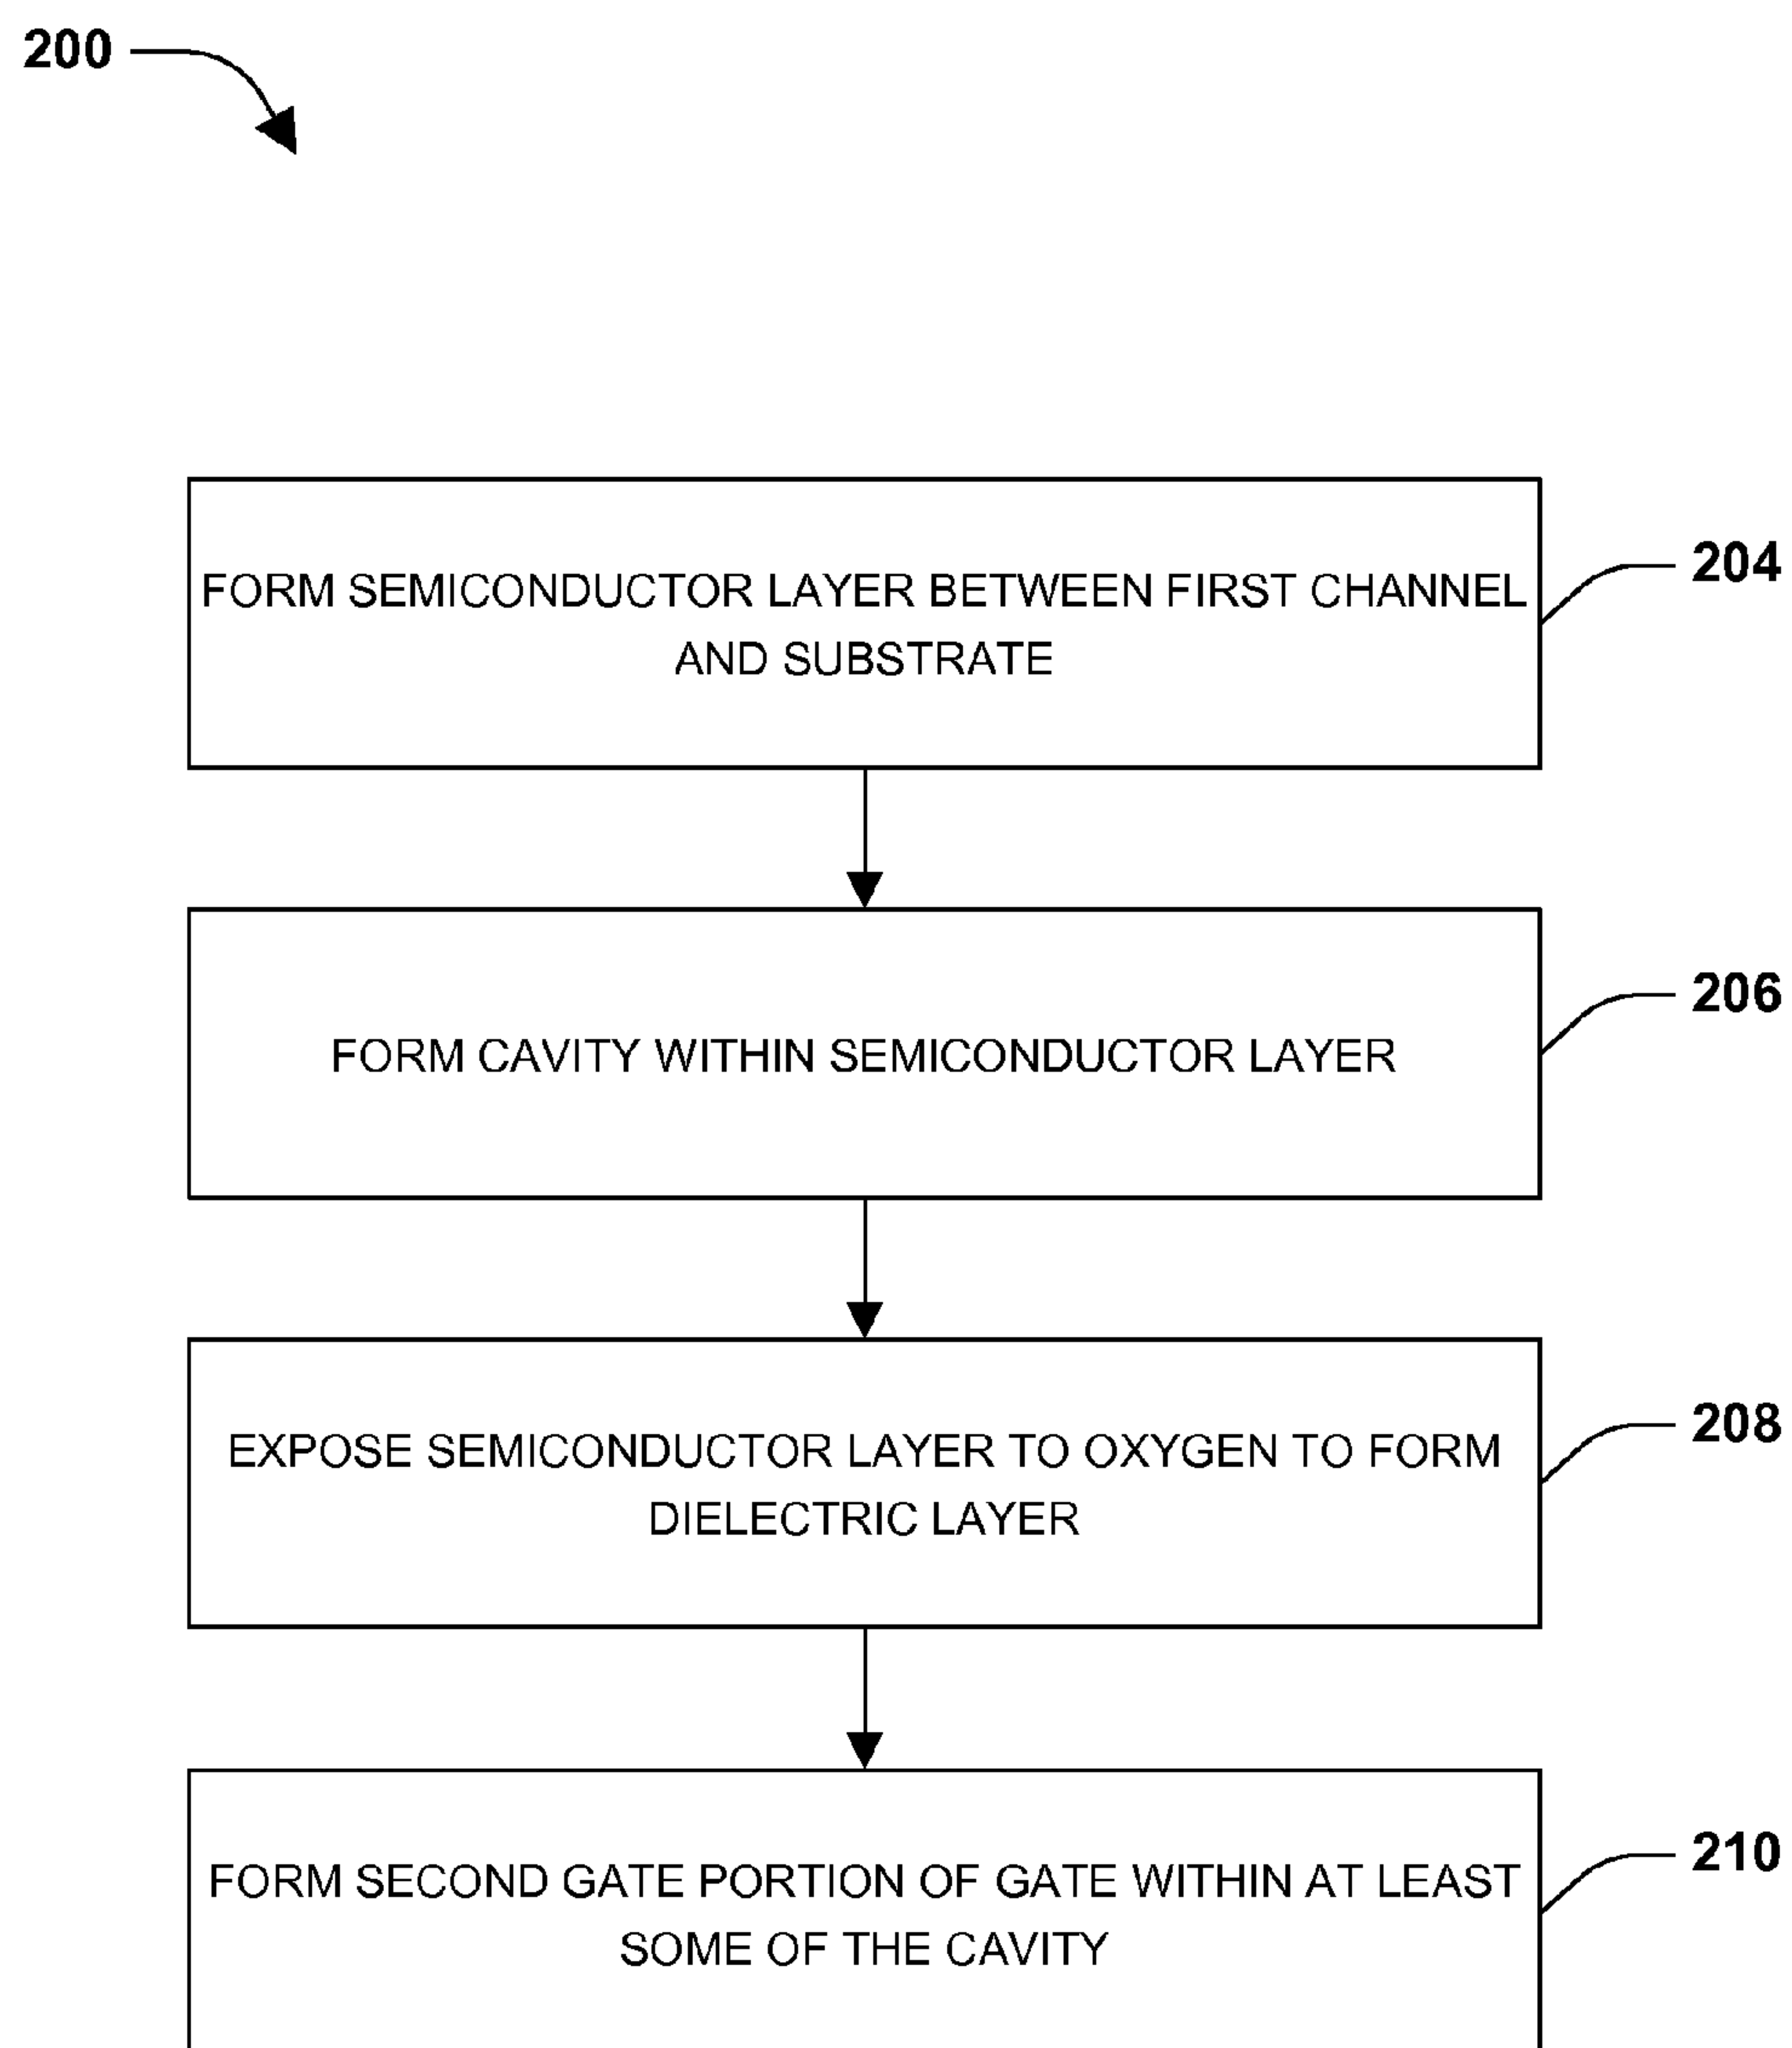 200
FORM SEMICONDUCTOR LAYER BETWEEN FIRST CHANNEL
AND SUBSTRATE
204
FORM CAVITY WITHIN SEMICONDUCTOR LAYER
206
EXPOSE SEMICONDUCTOR LAYER TO OXYGEN TO FORM
DIELECTRIC LAYER
208
FORM SECOND GATE PORTION OF GATE WITHIN AT LEAST
SOME OF THE CAVITY
210